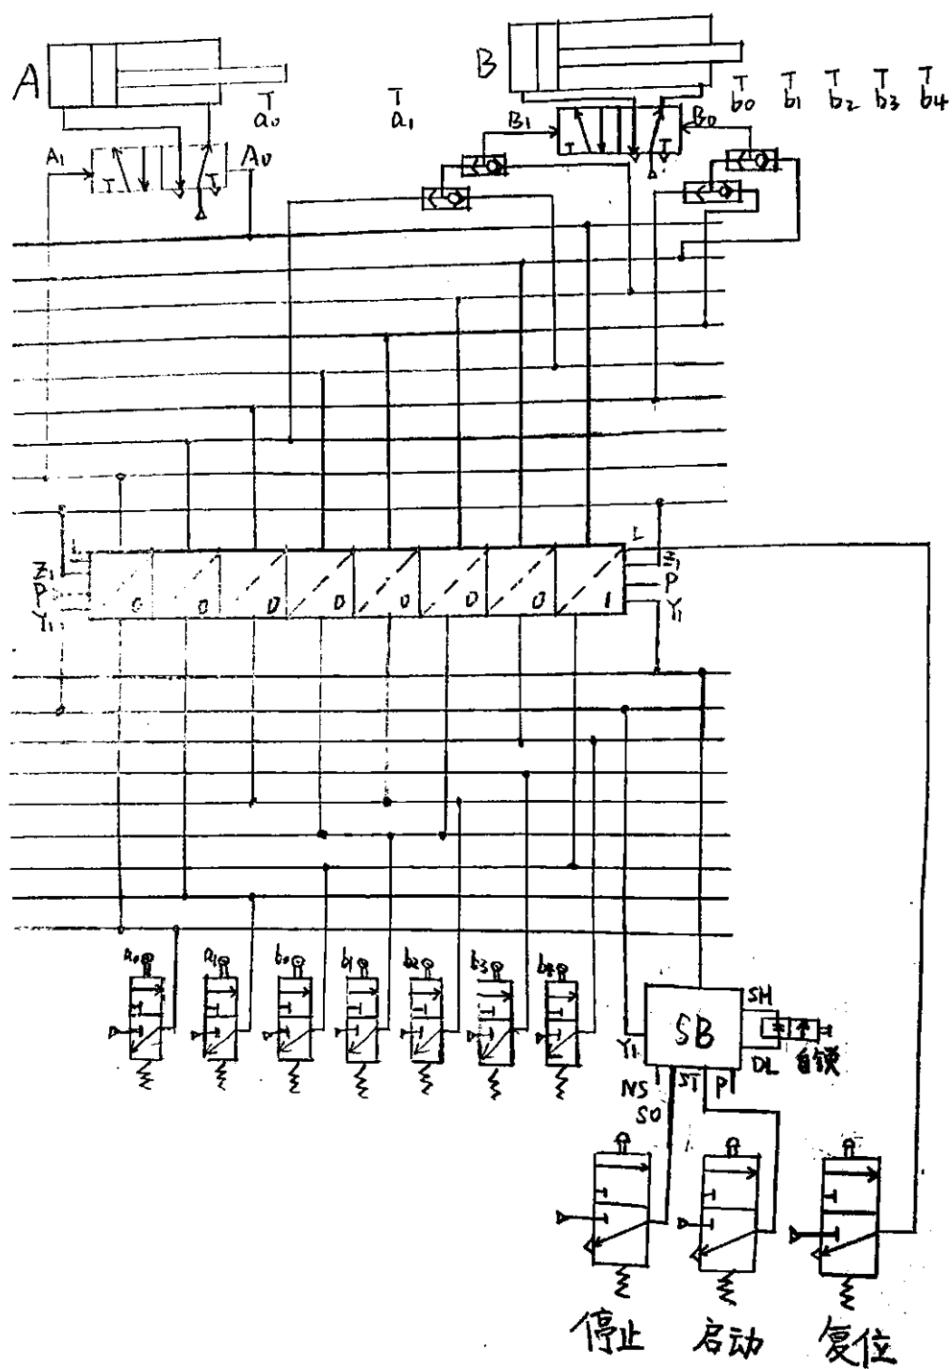 A
B
T T T T T T T
a0 a1 b0 b1 b2 b3 b4
A1 A0 B1 B0
T T T T
L L
Z1 Z1
P P
Y1 Y1
0 0 0 0 0 0 0 1
a0 a1 b0 b1 b2 b3 b4
SB
SH
Y1
DL 自锁
NS ST P
SO
停止 启动 复位